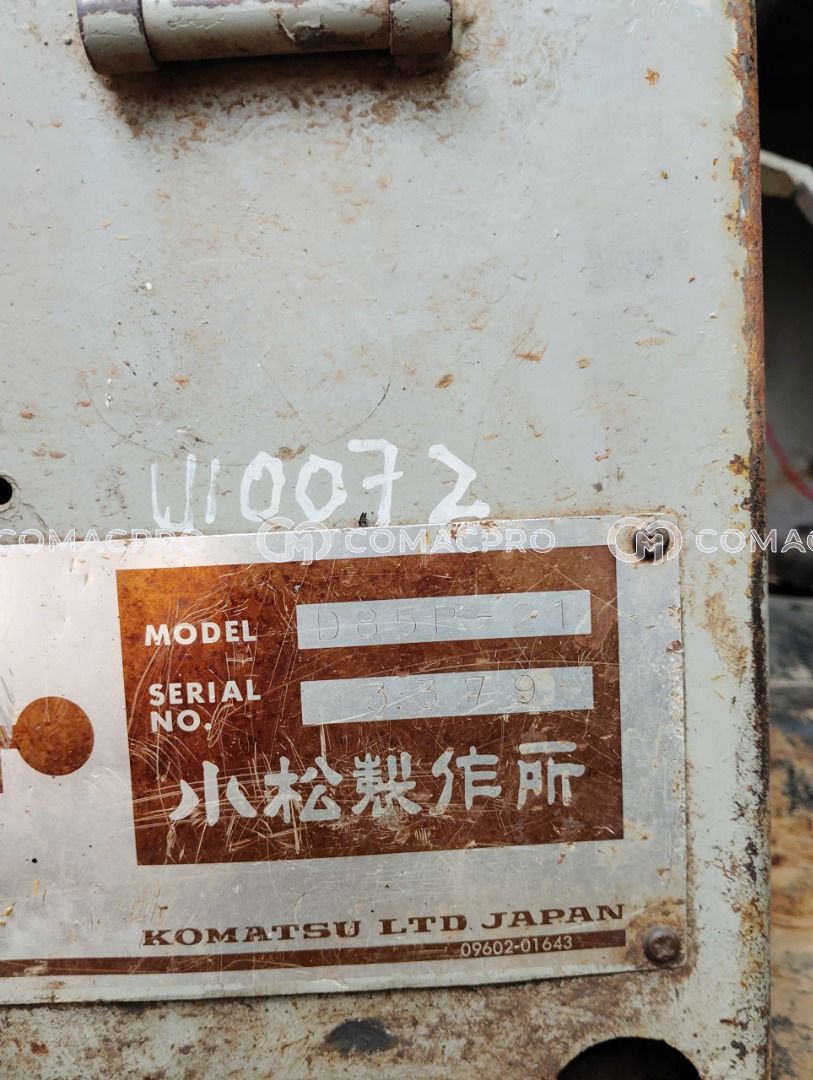 W10072
COMACPRO COMACPRO COMAC
MODEL D85P-21
SERIAL NO. 3379
小松製作所
KOMATSU LTD. JAPAN
09602-01643